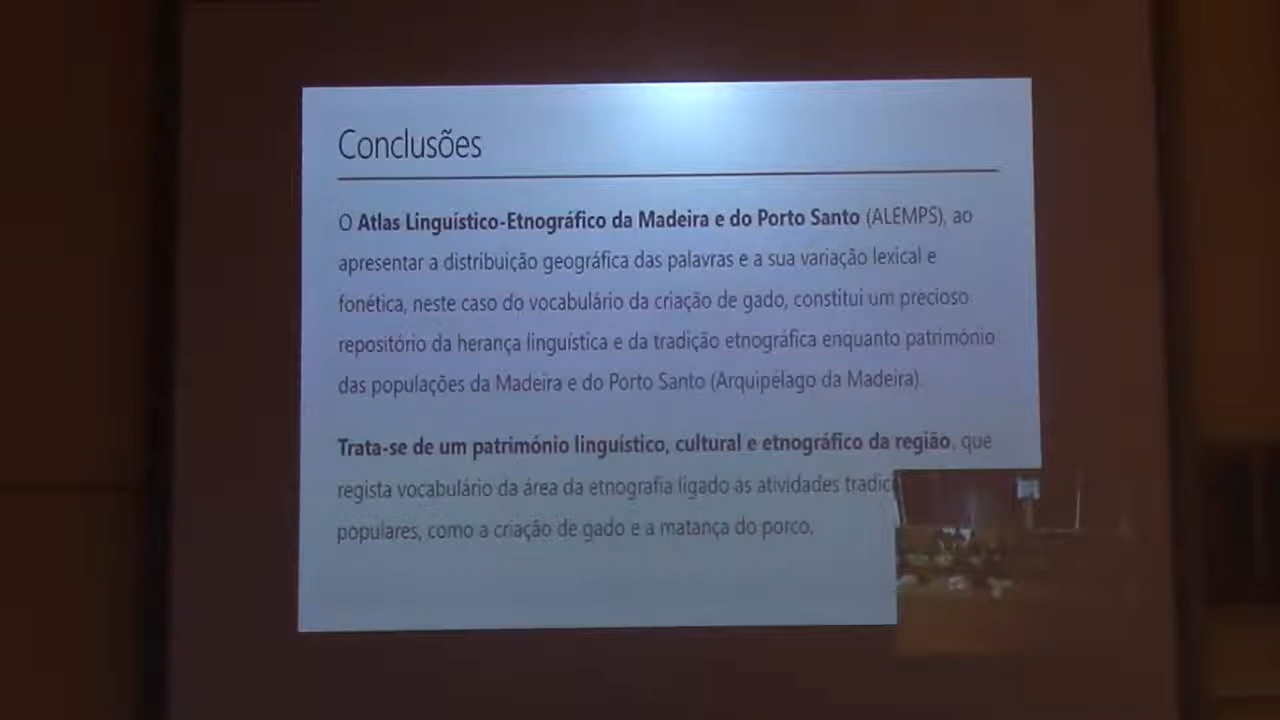 Conclusões
O Atlas Linguístico-Etnográfico da Madeira e do Porto Santo (ALEMPS), ao
apresentar a distribuição geográfica das palavras e a sua variação lexical e
fonética, neste caso do vocabulário da criação de gado, constitui um precioso
repositório da herança linguística e da tradição etnográfica enquanto património
das populações da Madeira e do Porto Santo (Arquipélago da Madeira).
Trata-se de um património linguístico, cultural e etnográfico da região, que
regista vocabulário da área da etnografia ligado às atividades tradic
populares, como a criação de gado e a matança do porco.